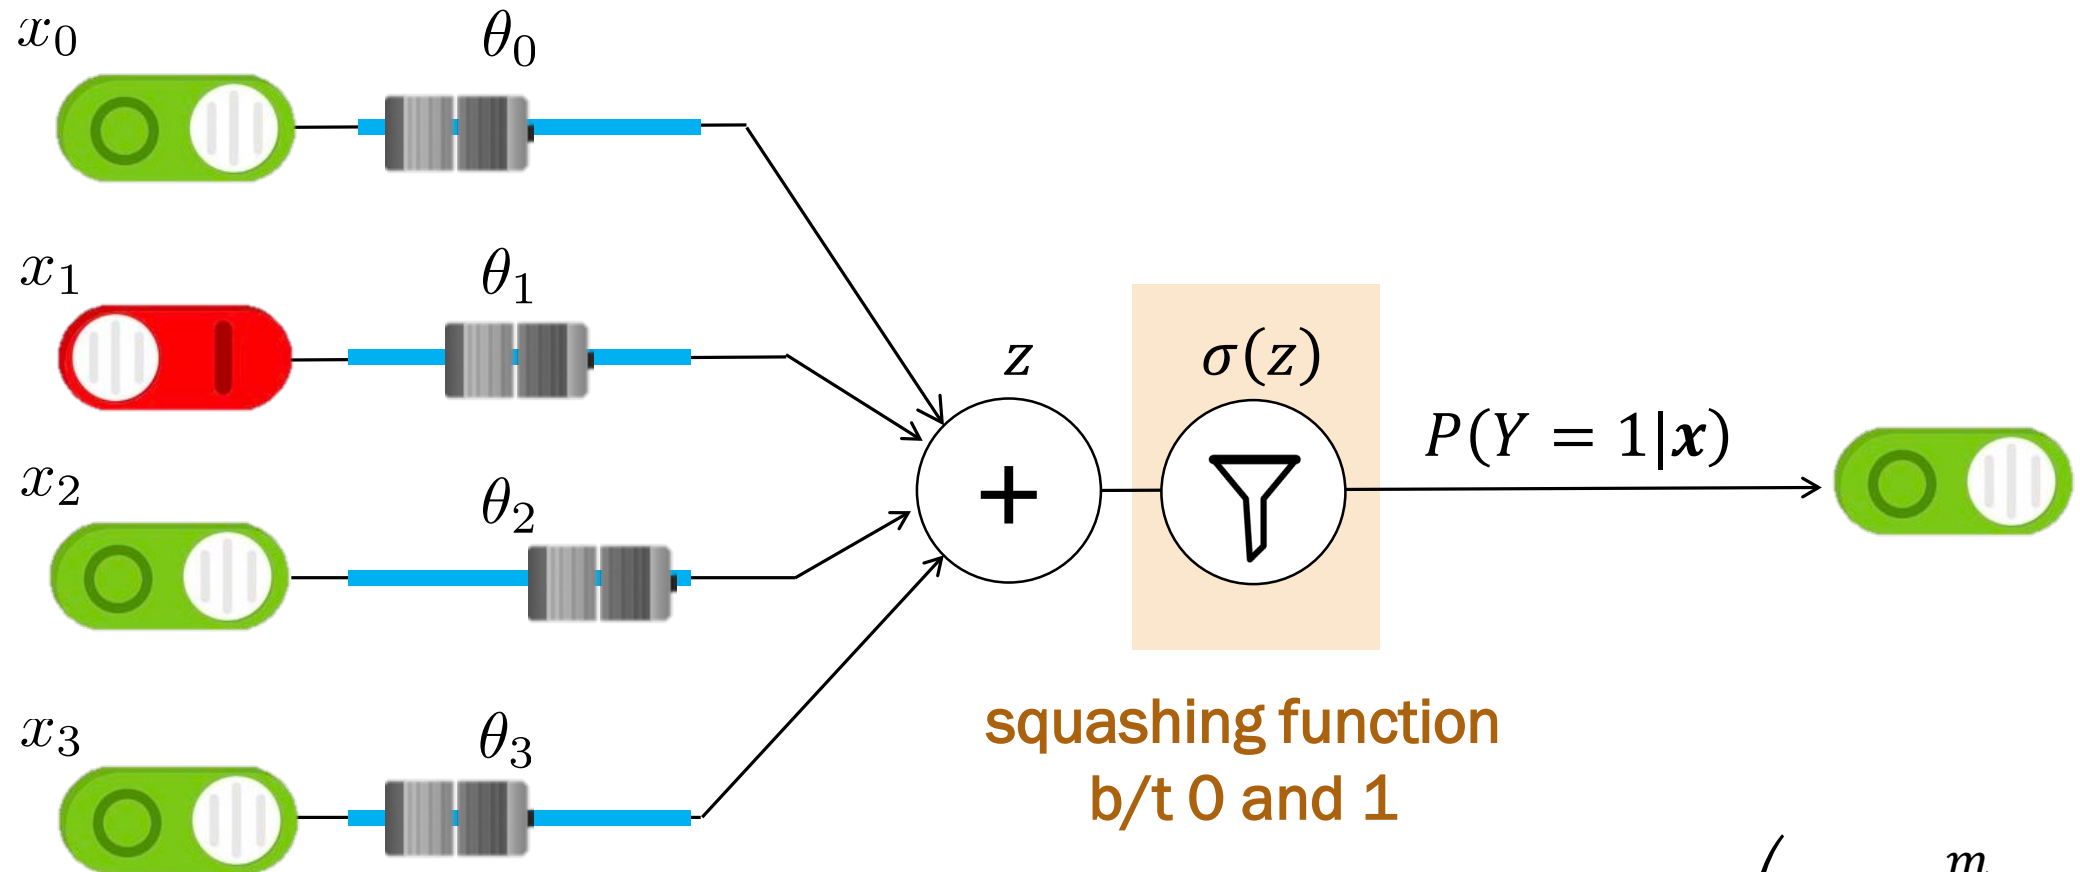 x₀ θ₀
x₁ θ₁
z σ(z)
P(Y = 1|x)
x₂ θ₂
+
squashing function
b/t 0 and 1
x₃ θ₃
( m